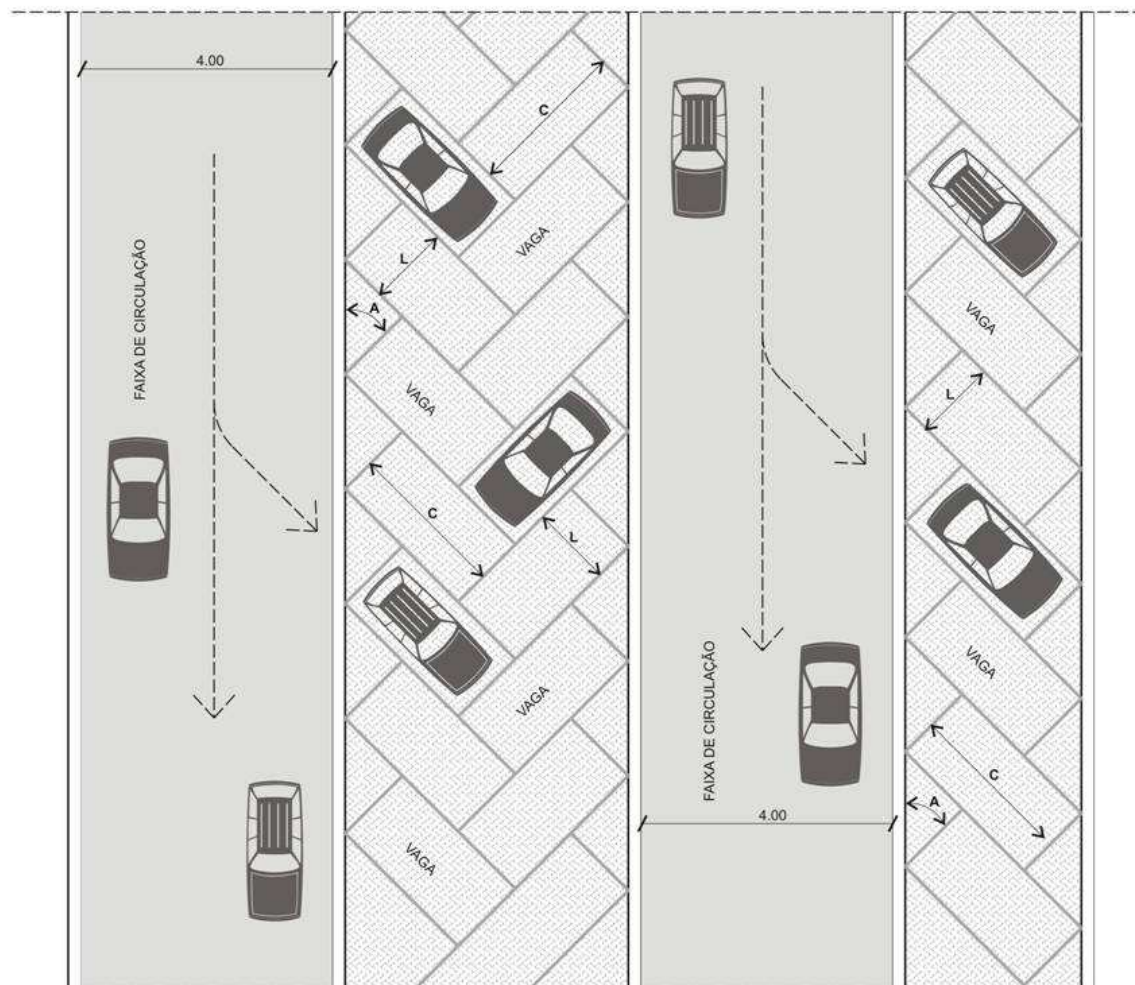 4.00
C
FAIXA DE CIRCULAÇÃO
VAGA
L
A
VAGA
VAGA
L
C
L
FAIXA DE CIRCULAÇÃO
VAGA
VAGA
C
A
4.00
VAGA